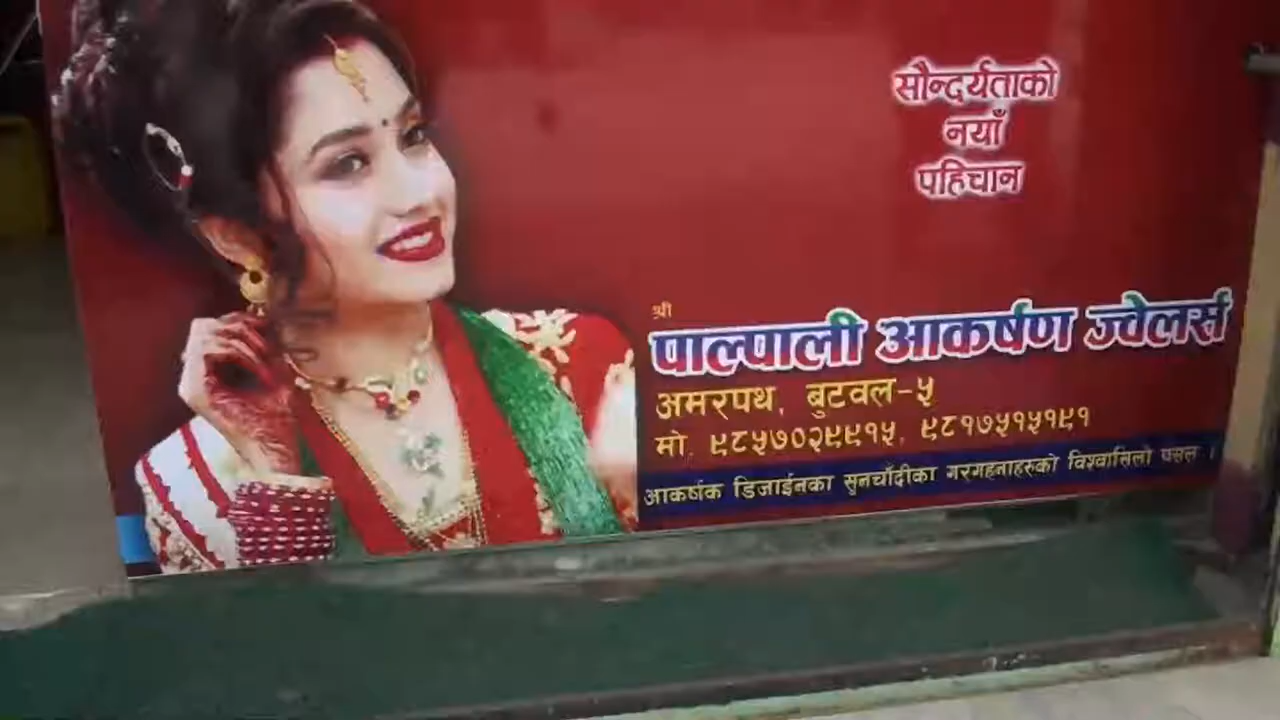 सौन्दर्यताको
नयाँ
पहिचान
श्री
पाल्पाली आकर्षण ज्वेलर्स
अमरपथ, बुटवल-५
मो. ९८५७०२९९१५, ९८१७५१५१९१
आकर्षक डिजाईनका सुनचाँदीका गरगहनाहरुको विश्वासिलो पसल ।